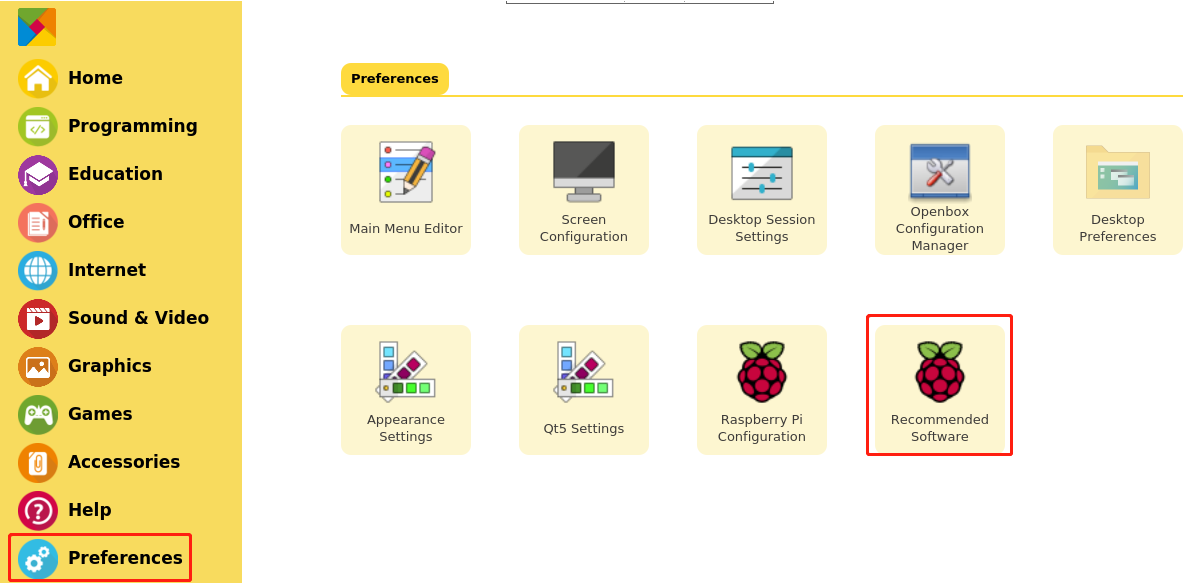 Home
Programming
Education
Office
Internet
Sound & Video
Graphics
Games
Accessories
Help
Preferences
Preferences
Main Menu Editor
Screen
Configuration
Desktop Session
Settings
Openbox
Configuration
Manager
Desktop
Preferences
Appearance
Settings
Qt5 Settings
Raspberry Pi
Configuration
Recommended
Software